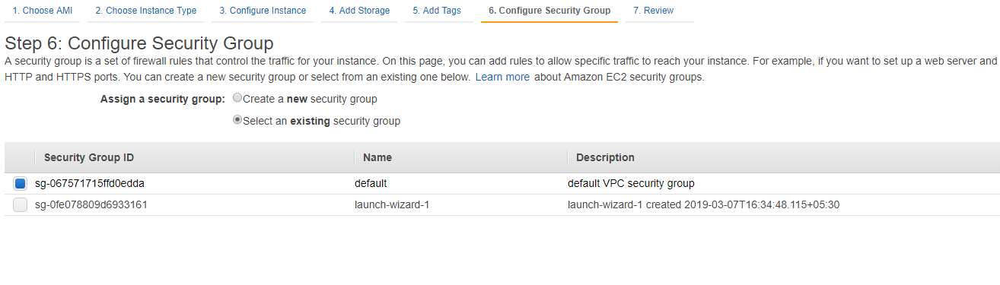 1. Choose AMI 2. Choose Instance Type 3. Configure Instance 4. Add Storage 5. Add Tags 6. Configure Security Group 7. Review
Step 6: Configure Security Group
A security group is a set of firewall rules that control the traffic for your instance. On this page, you can add rules to allow specific traffic to reach your instance. For example, if you want to set up a web server and
HTTP and HTTPS ports. You can create a new security group or select from an existing one below. Learn more about Amazon EC2 security groups.
Assign a security group: Create a new security group
Select an existing security group
Security Group ID Name Description
sg-067571715ffd0edda default default VPC security group
sg-0fe078809d6933161 launch-wizard-1 launch-wizard-1 created 2019-03-07T16:34:48.115+05:30